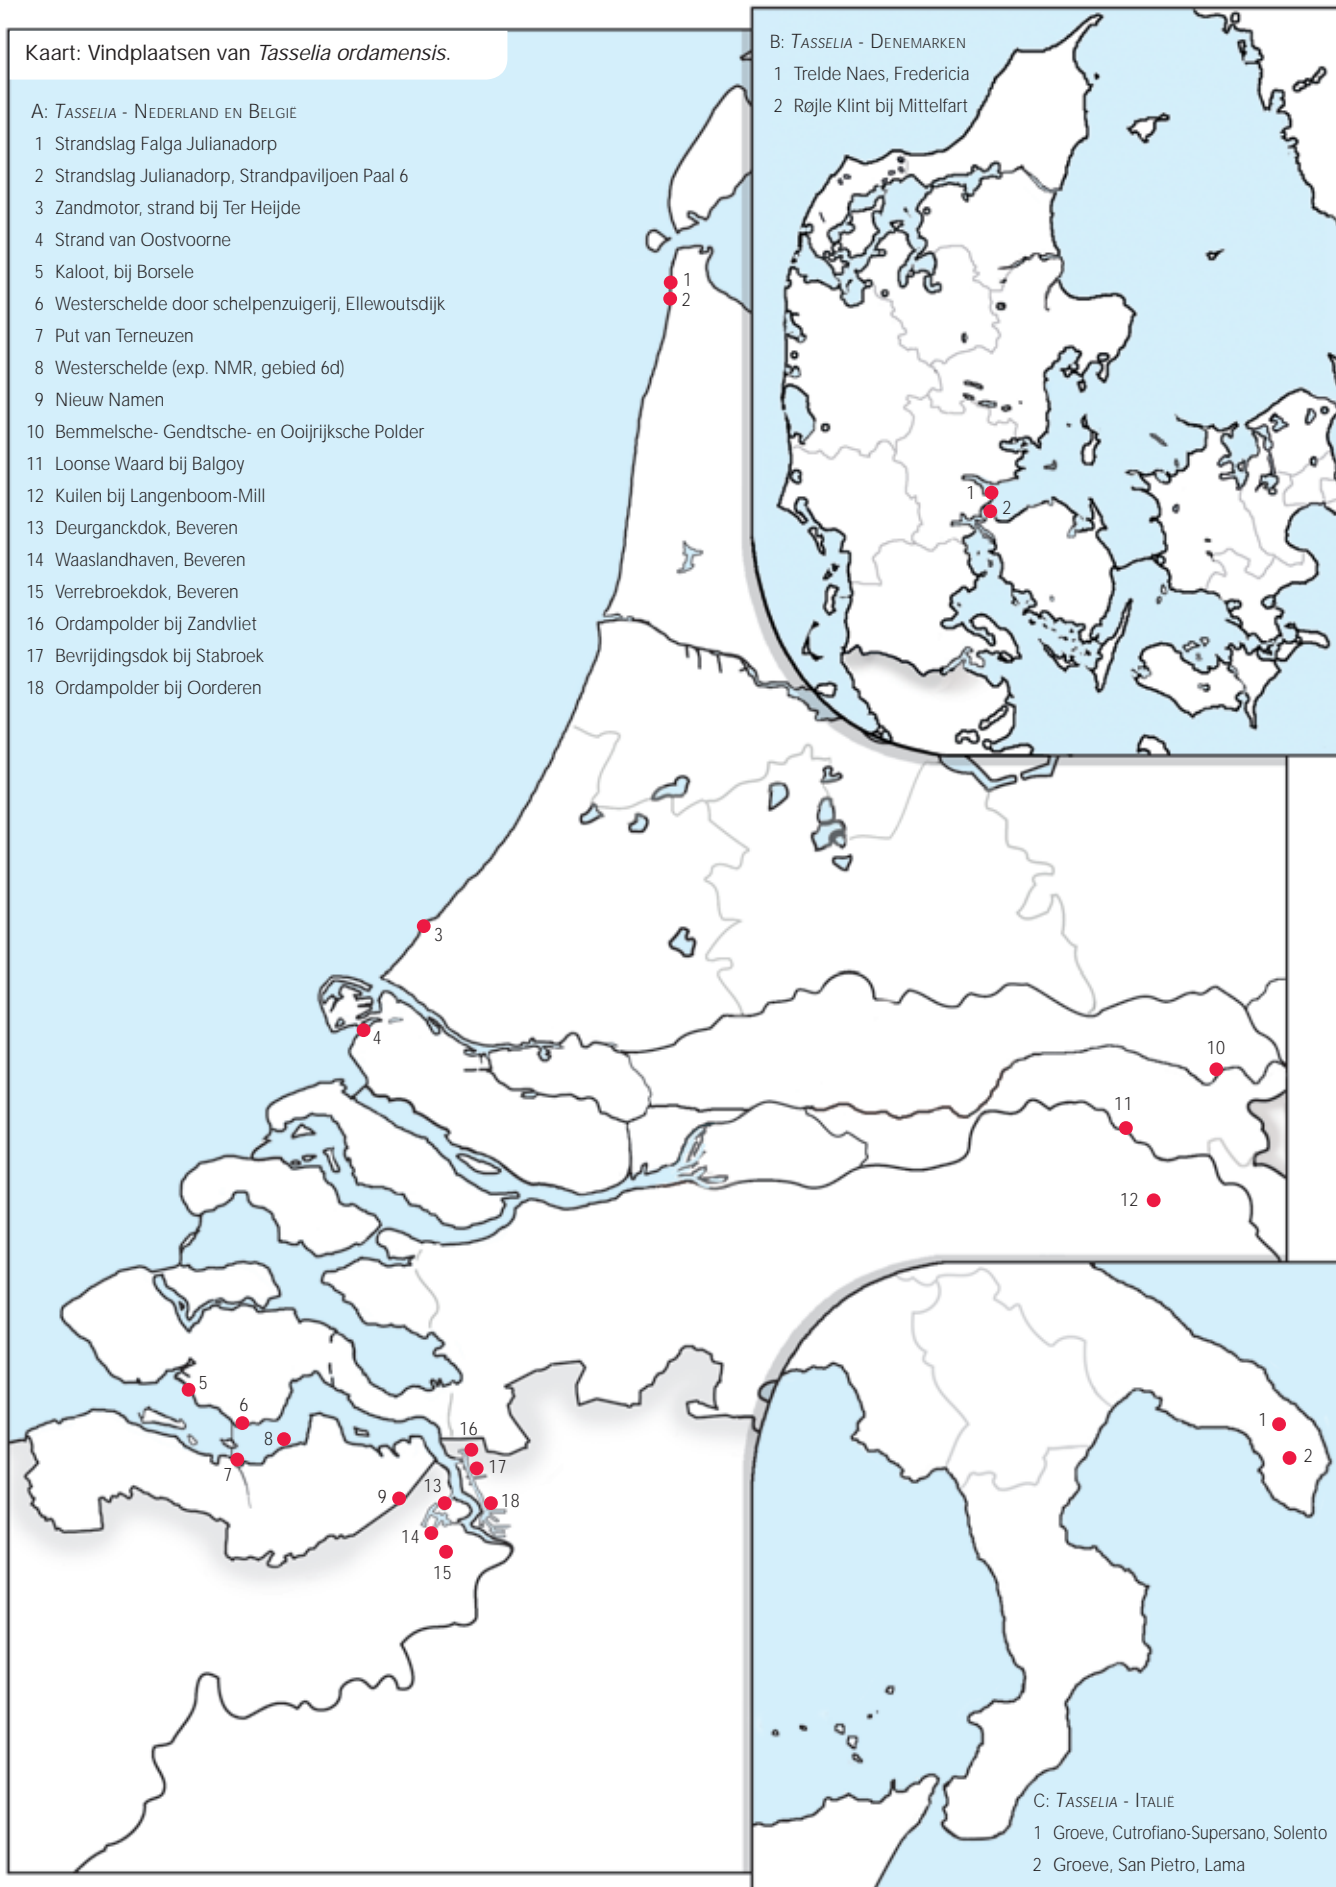 Kaart: Vindplaatsen van Tasselia ordamensis.
A: Tasselia - Nederland en België
1 Strandslag Falga Julianadorp
2 Strandslag Julianadorp, Strandpaviljoen Paal 6
3 Zandmotor, strand bij Ter Heijde
4 Strand van Oostvoorne
5 Kaloot, bij Borsele
6 Westerschelde door schelpenzuigerij, Ellewoutsdijk
7 Put van Terneuzen
8 Westerschelde (exp. NMR, gebied 6d)
9 Nieuw Namen
10 Bemmelsche- Gendtsche- en Ooijrijksche Polder
11 Loonse Waard bij Balgoy
12 Kuilen bij Langenboom-Mill
13 Deurganckdok, Beveren
14 Waaslandhaven, Beveren
15 Verrebroekdok, Beveren
16 Ordampolder bij Zandvliet
17 Bevrijdingsdok bij Stabroek
18 Ordampolder bij Oorderen
B: Tasselia - Denemarken
1 Trelde Naes, Fredericia
2 Røjle Klint bij Mittelfart
1
2
1
2
3
4
10
11
12
5
6
8
7
9
16
17
13
18
14
15
1
2
C: Tasselia - Italië
1 Groeve, Cutrofiano-Supersano, Solento
2 Groeve, San Pietro, Lama